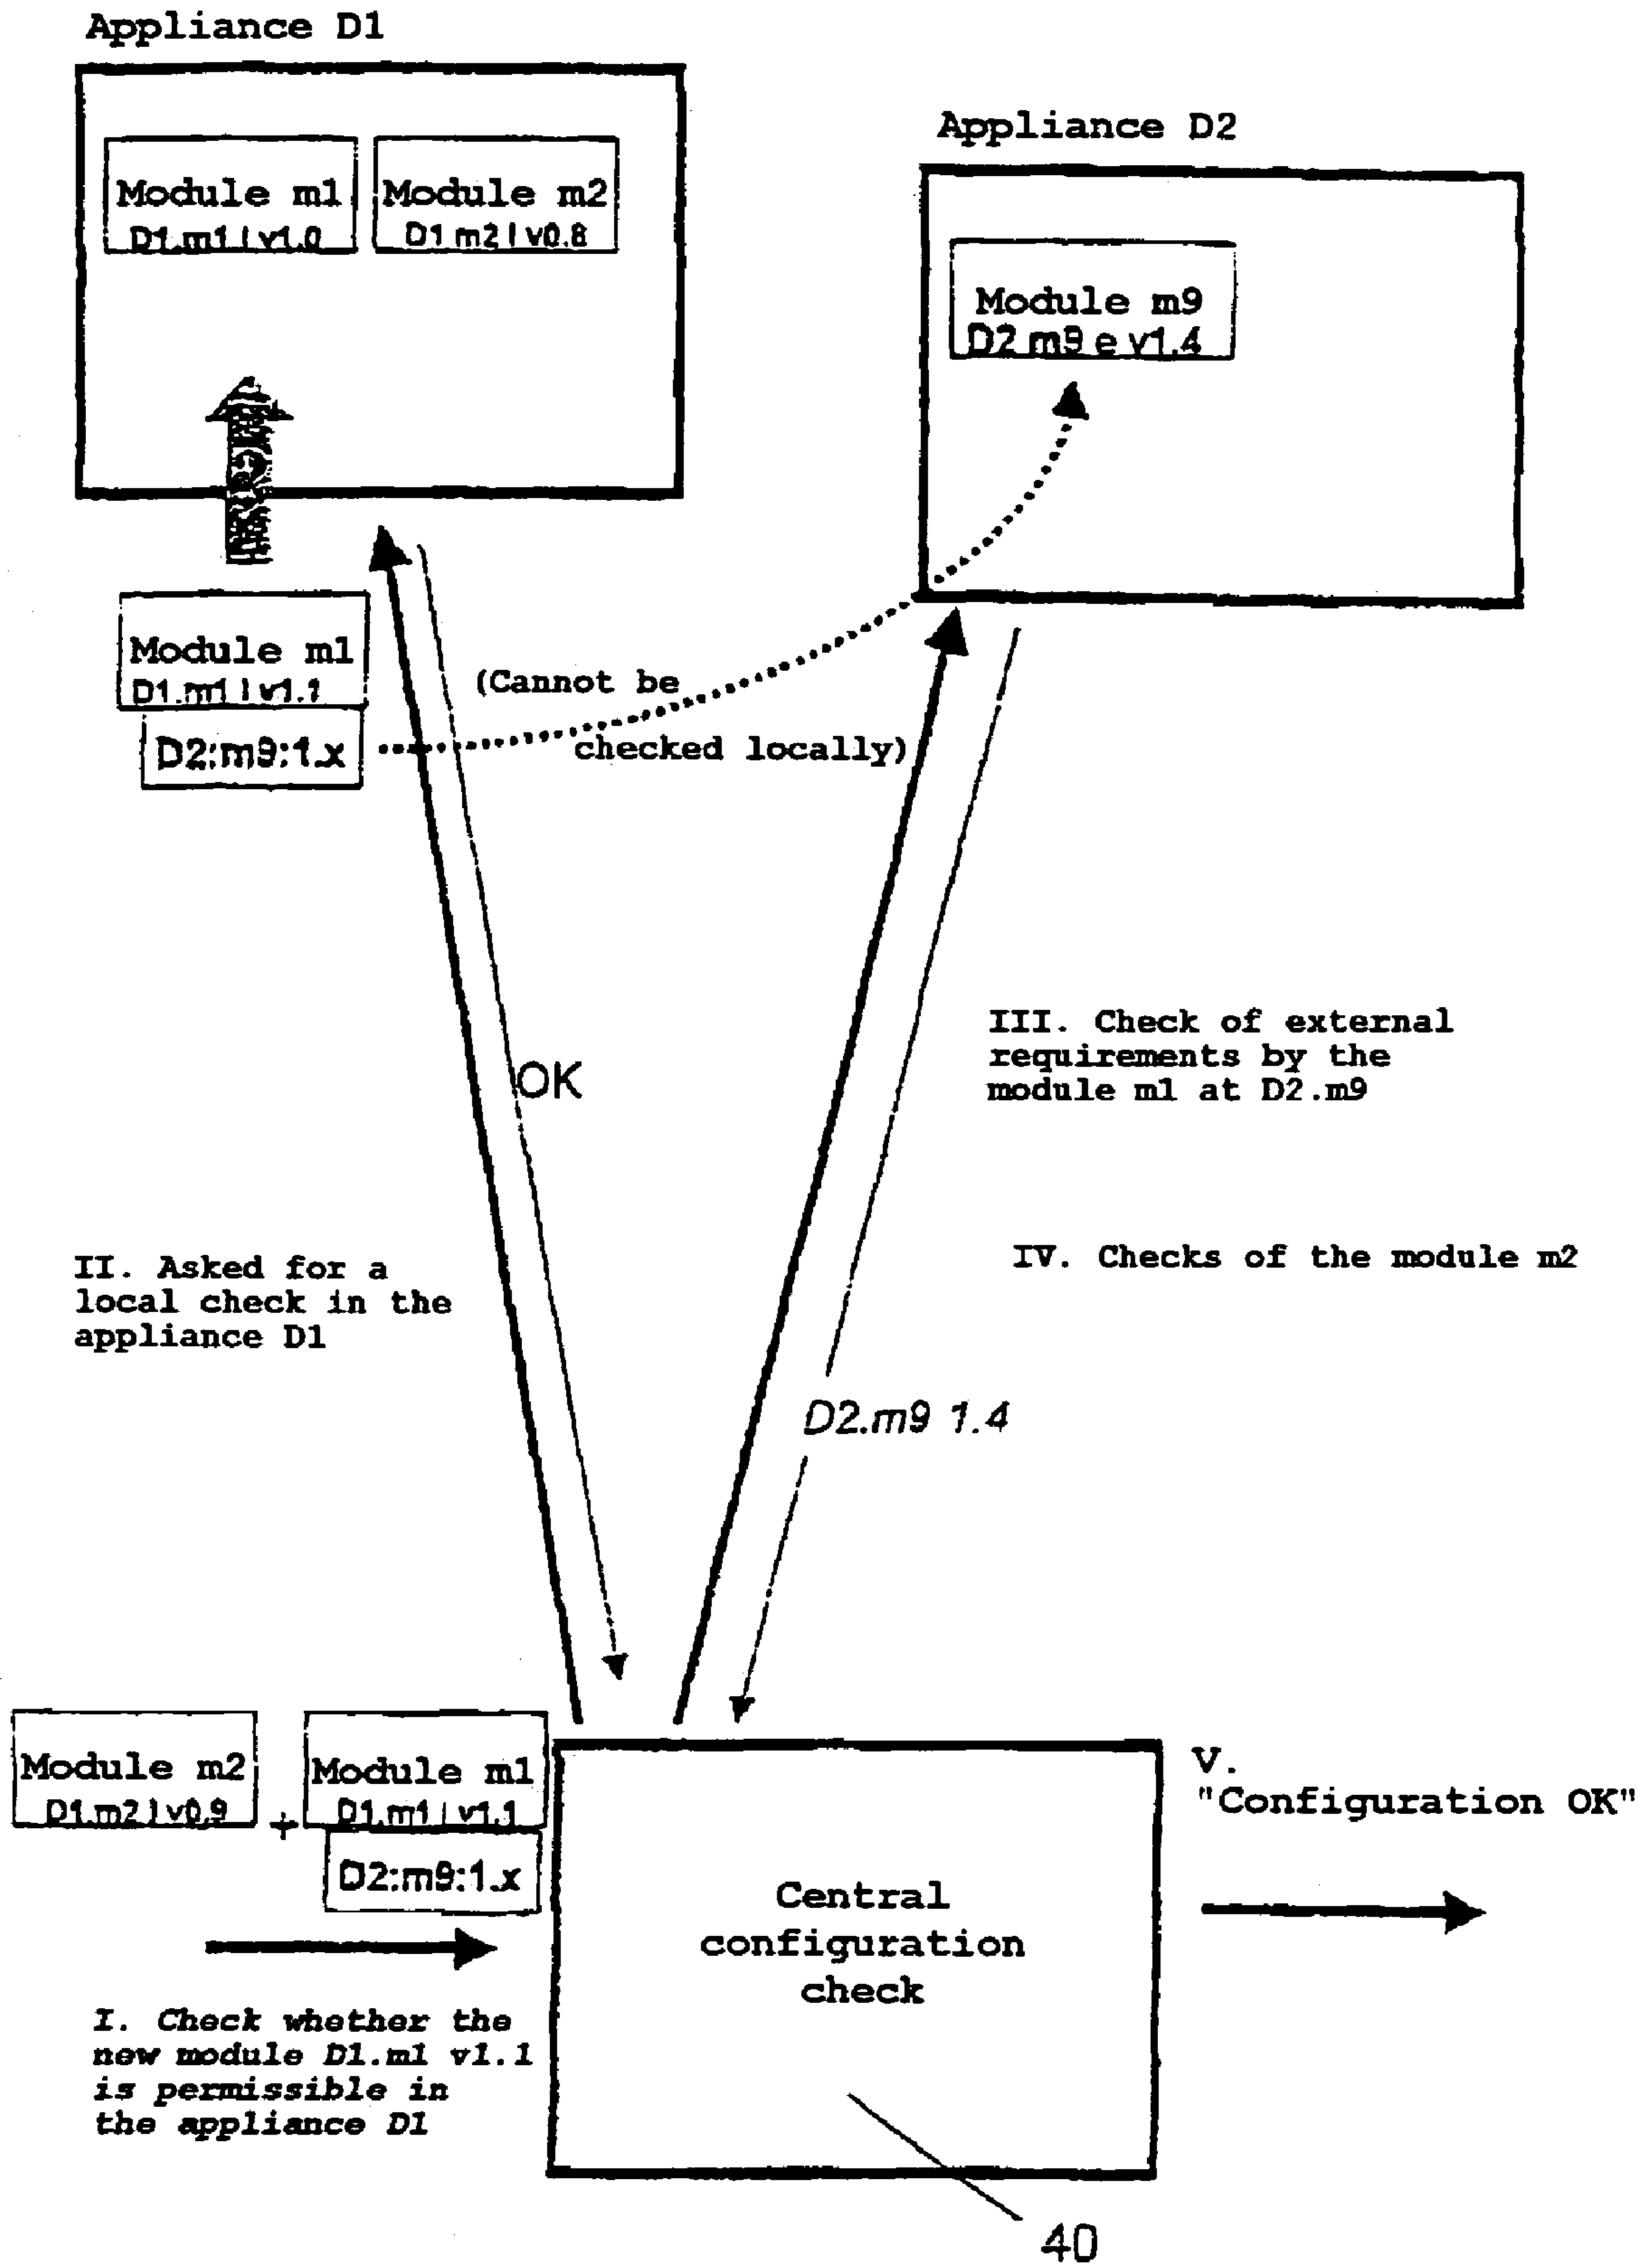 Appliance D1
Appliance D2
Module m1
D1.m1 | v1.0
Module m2
D1.m2 | v0.8
Module m9
D2.m9 e v1.4
Module m1
D1.m1 | v1.1
D2:m9:1.x
(Cannot be
checked locally)
OK
III. Check of external
requirements by the
module m1 at D2.m9
II. Asked for a
local check in the
appliance D1
IV. Checks of the module m2
D2.m9 1.4
Module m2
D1.m2 | v0.9
+
Module m1
D1.m1 | v1.1
D2:m9:1.x
V.
"Configuration OK"
Central
configuration
check
I. Check whether the
new module D1.m1 v1.1
is permissible in
the appliance D1
40